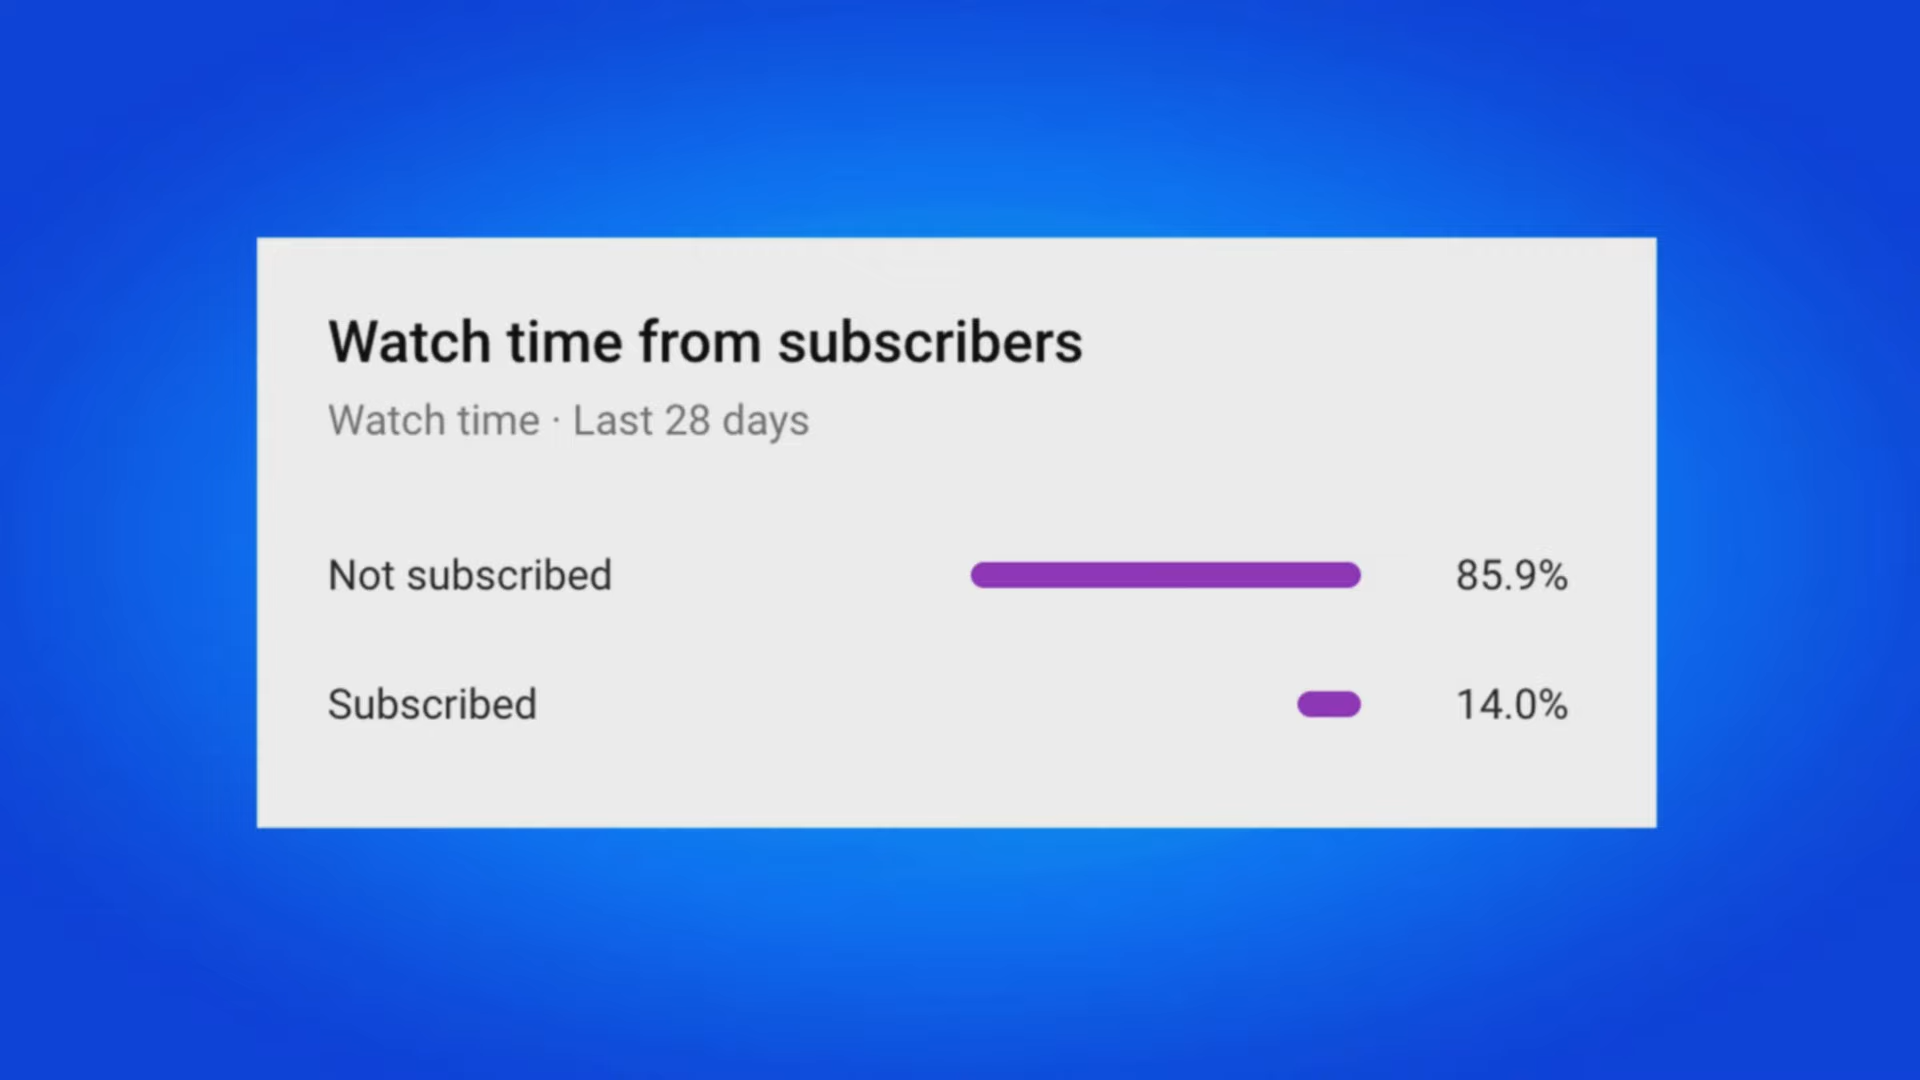 Watch time from subscribers
Watch time · Last 28 days
Not subscribed 85.9%
Subscribed 14.0%